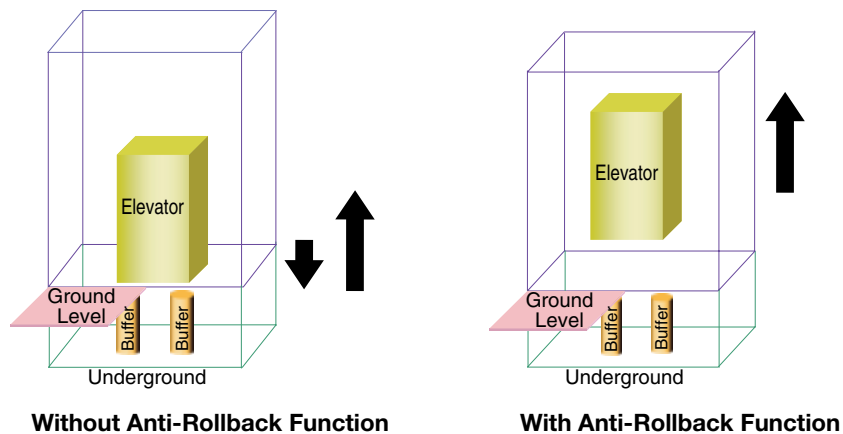 Elevator
Ground
Level
Buffer
Buffer
Underground
Without Anti-Rollback Function
Elevator
Ground
Level
Buffer
Buffer
Underground
With Anti-Rollback Function